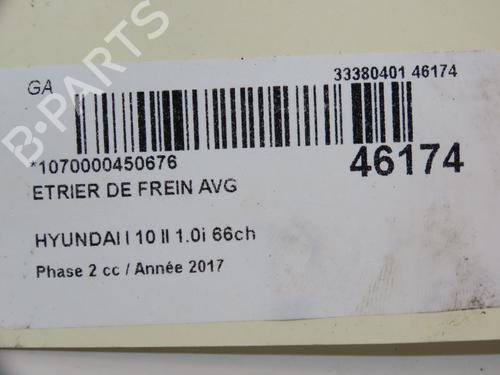 GA
33380401 46174
*1070000450676
46174
ETRIER DE FREIN AVG
HYUNDAI I 10 II 1.0i 66ch
Phase 2 cc / Année 2017
B-PARTS